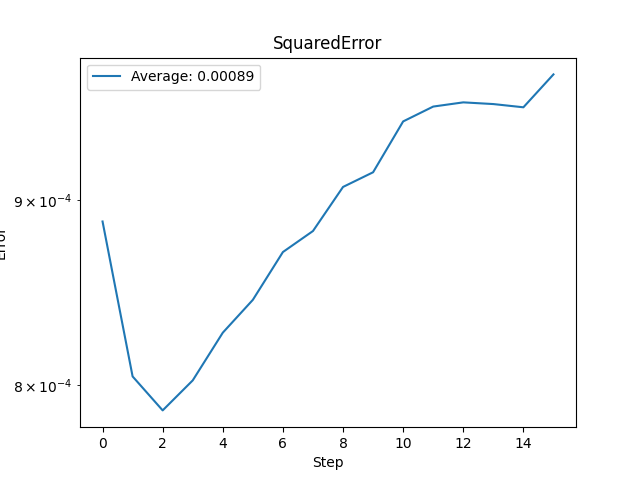 SquaredError
Average: 0.00089
9 × 10⁻⁴
8 × 10⁻⁴
Error
0 2 4 6 8 10 12 14
Step